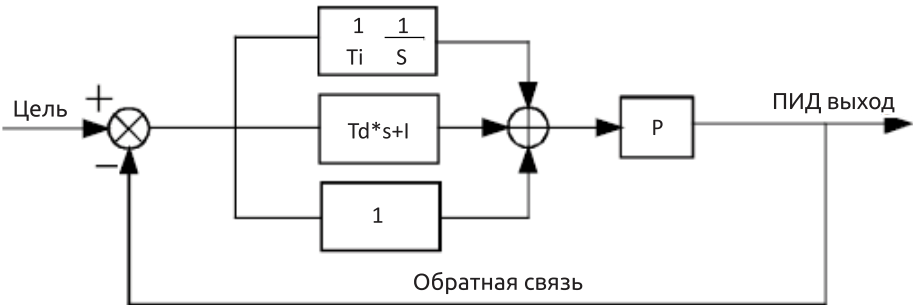 1 1
Ti S
Цель
+
−
Td*s+I
P
ПИД выход
1
Обратная связь